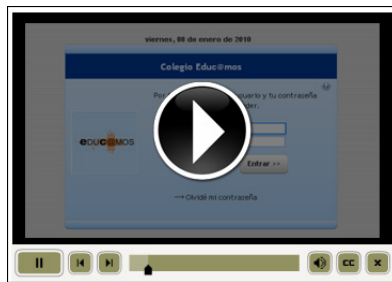 viernes, 08 de enero de 2010
Colegio Educ@mos
Por uario y tu contraseña
der.
eDUC@MOS
Entrar >>
→ Olvidé mi contraseña
CC